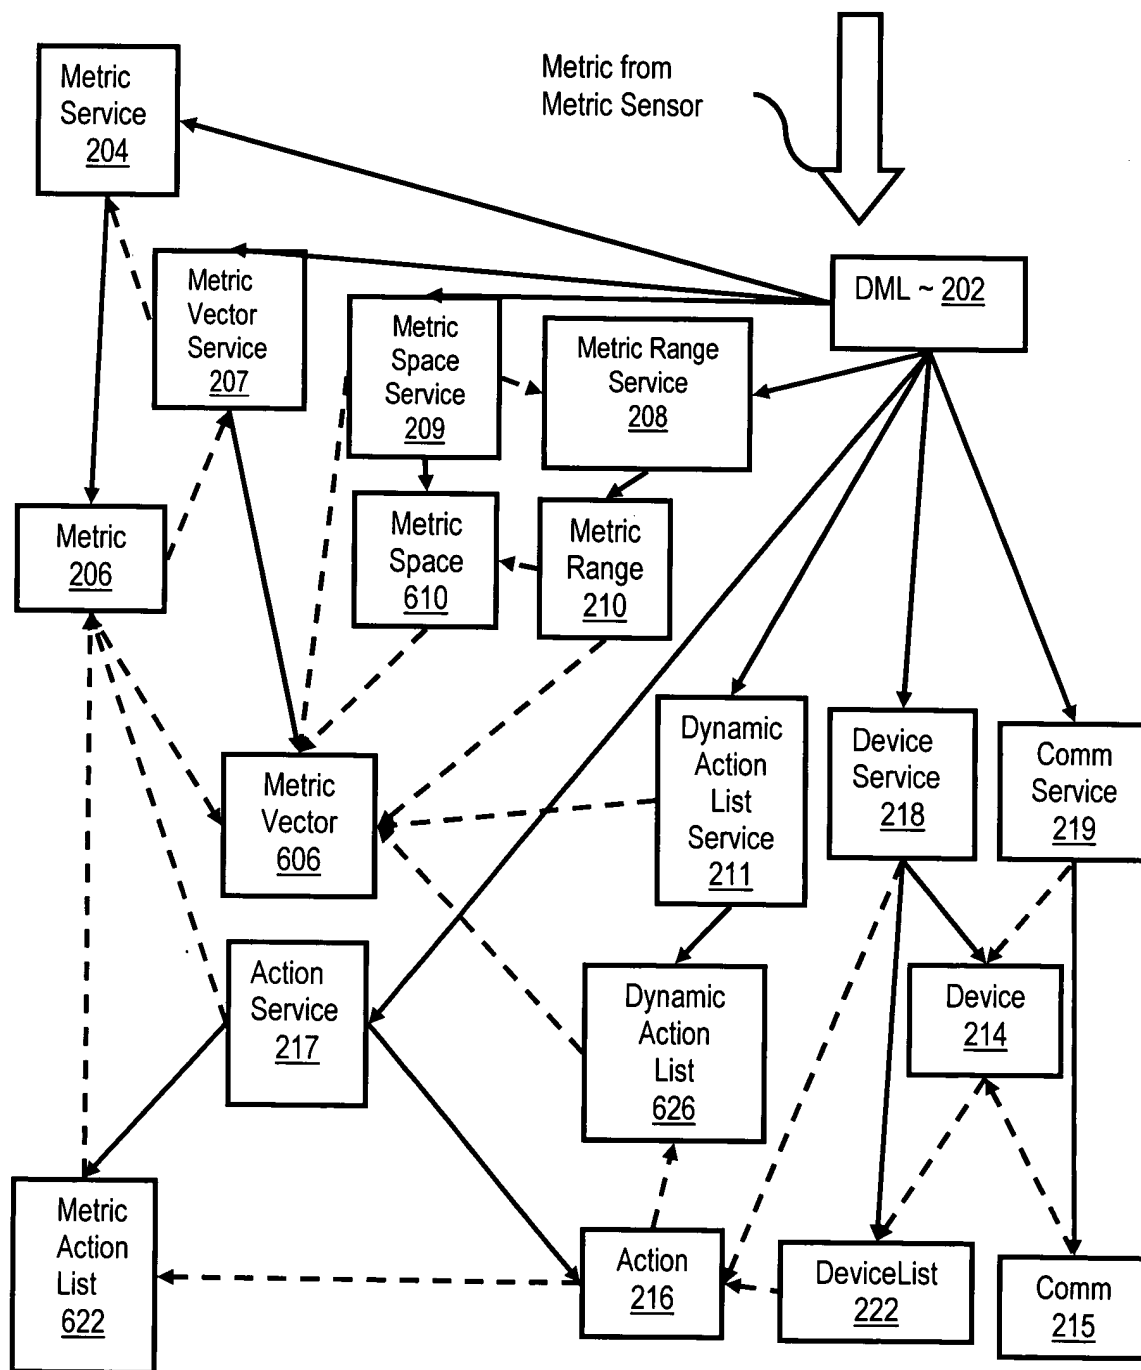 Metric
Service
204
Metric from
Metric Sensor
DML ~ 202
Metric
Vector
Service
207
Metric
Space
Service
209
Metric Range
Service
208
Metric
206
Metric
Space
610
Metric
Range
210
Metric
Vector
606
Dynamic
Action
List
Service
211
Device
Service
218
Comm
Service
219
Action
Service
217
Dynamic
Action
List
626
Device
214
Metric
Action
List
622
Action
216
DeviceList
222
Comm
215